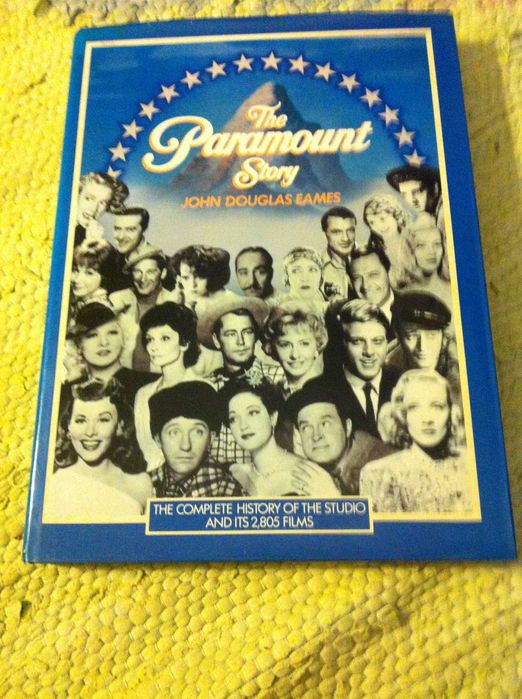 The
Paramount
Story
JOHN DOUGLAS EAMES
THE COMPLETE HISTORY OF THE STUDIO
AND ITS 2,805 FILMS